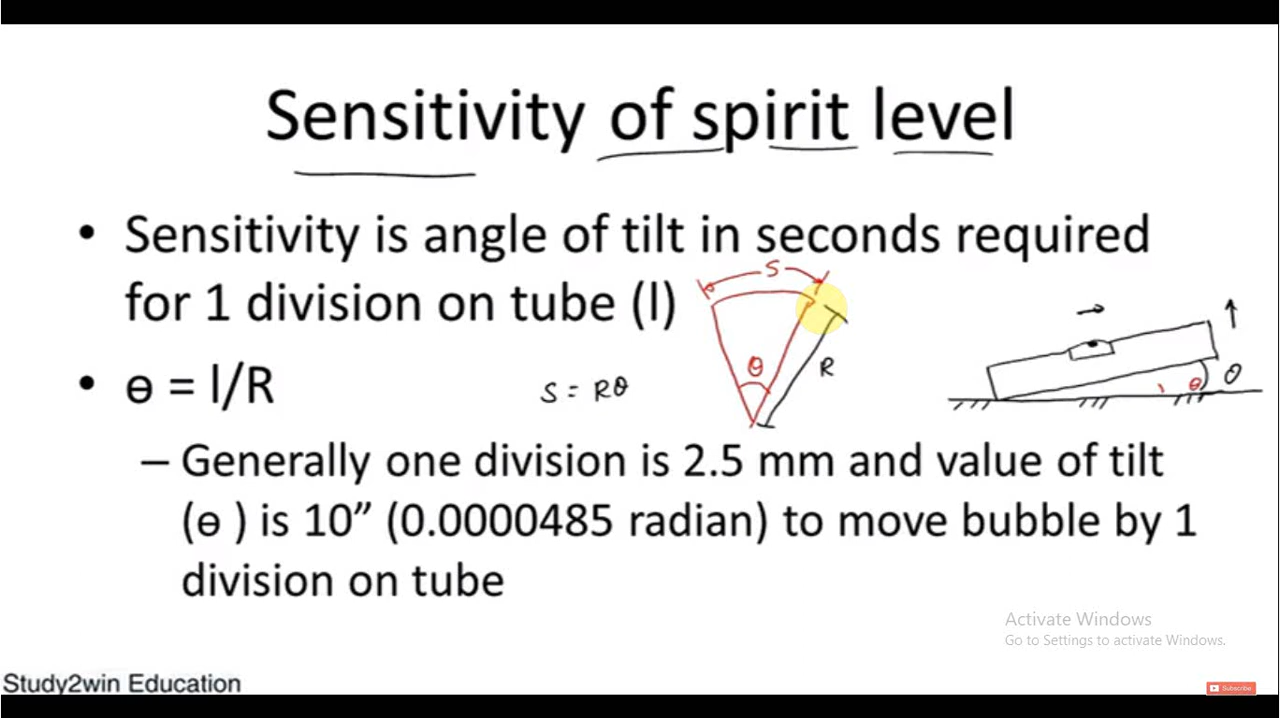 Sensitivity of spirit level
• Sensitivity is angle of tilt in seconds required
for 1 division on tube (l)
S
θ
R
θ
θ
• ɵ = l/R
S = Rθ
– Generally one division is 2.5 mm and value of tilt
(ɵ ) is 10” (0.0000485 radian) to move bubble by 1
division on tube
Activate Windows
Go to Settings to activate Windows.
Study2win Education
Subscribe